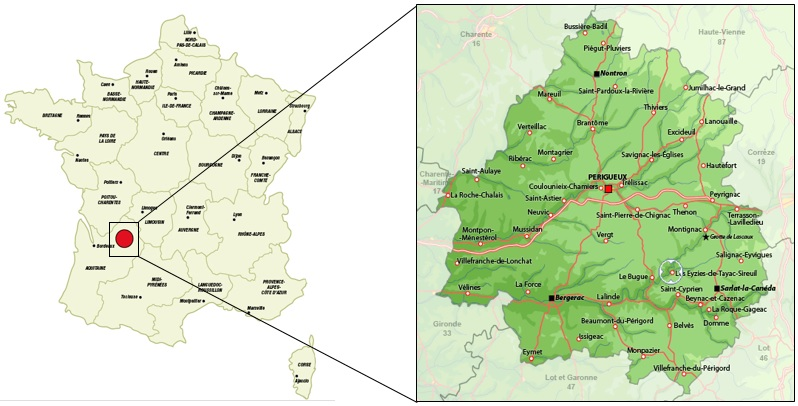 Lille
NORD-
PAS-DE-CALAIS
Amiens
PICARDIE
Rouen
HAUTE-
NORMANDIE
Caen
BASSE-
NORMANDIE
Paris
ILE-DE-FRANCE
Châlons-
sur-Marne
CHAMPAGNE-
ARDENNE
Metz
LORRAINE
Strasbourg
ALSACE
BRETAGNE
Rennes
PAYS DE
LA LOIRE
Nantes
Orléans
CENTRE
BOURGOGNE
Dijon
Besançon
FRANCHE-
COMTÉ
Poitiers
POITOU-
CHARENTES
Limoges
LIMOUSIN
Clermont-
Ferrand
AUVERGNE
Lyon
RHÔNE-ALPES
Bordeaux
AQUITAINE
MIDI-
PYRÉNÉES
Toulouse
LANGUEDOC-
ROUSSILLON
Montpellier
PROVENCE-
ALPES-
CÔTE D'AZUR
Marseille
CORSE
Ajaccio
Charente
16
Haute-Vienne
87
Corrèze
19
Charente-
Maritime
17
Gironde
33
Lot et Garonne
47
Lot
46
Bussière-Badil
Piégut-Pluviers
Nontron
Saint-Pardoux-la-Rivière
Jumilhac-le-Grand
Mareuil
Thiviers
Lanouaille
Verteillac
Brantôme
Excideuil
Montagrier
Savignac-les-Eglises
Ribérac
Hautefort
Saint-Aulaye
PERIGUEUX
Coulounieix-Chamiers
Trélissac
La Roche-Chalais
Saint-Astier
Peyrignac
Neuvic
Saint-Pierre-de-Chignac
Thenon
Terrasson-
Lavilledieu
Montpon-
Ménestérol
Mussidan
Vergt
Montignac
Grotte de Lascaux
Villefranche-de-Lonchat
Salignac-Eyvigues
Le Bugue
Les Eyzies-de-Tayac-Sireuil
Vélines
La Force
Saint-Cyprien
Sarlat-la-Canéda
Bergerac
Lalinde
Beynac-et-Cazenac
La Roque-Gageac
Beaumont-du-Périgord
Belvès
Domme
Issigeac
Eymet
Monpazier
Villefranche-du-Périgord